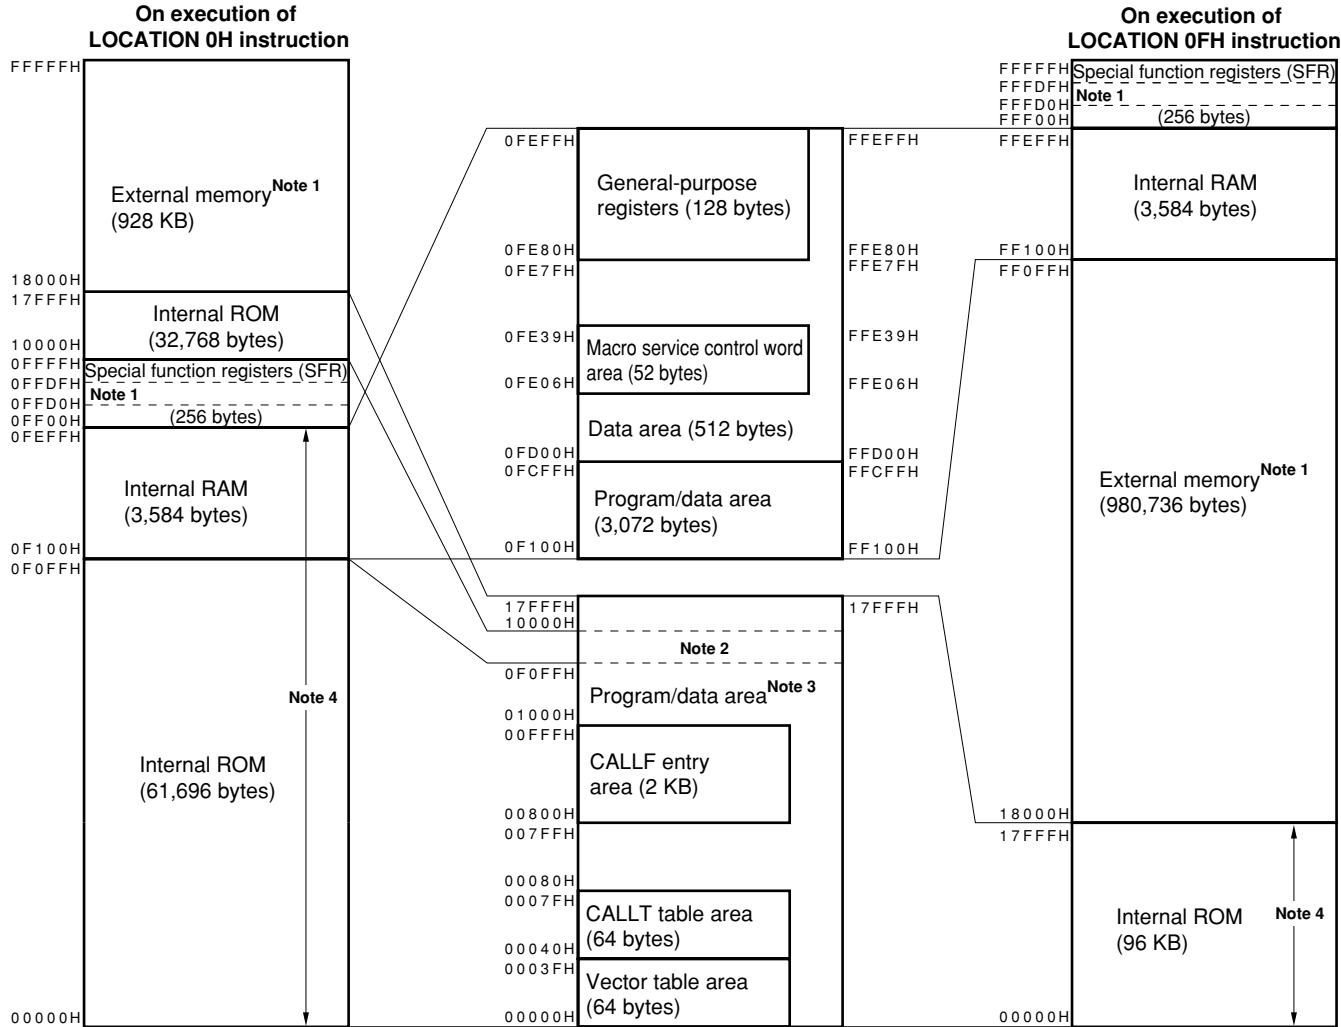 On execution of
LOCATION 0H instruction
FFFFFH
External memory Note 1
(928 KB)
18000H
17FFFH
Internal ROM
(32,768 bytes)
10000H
0FFFFH
Special function registers (SFR)
0FFDFH
Note 1
0FFD0H
0FF00H
(256 bytes)
0FEFFH
Internal RAM
(3,584 bytes)
0F100H
0F0FFH
Note 4
Internal ROM
(61,696 bytes)
00000H
0FEFFH
FFEFFH
General-purpose
registers (128 bytes)
0FE80H
FFE80H
0FE7FH
FFE7FH
0FE39H
FFE39H
Macro service control word
area (52 bytes)
0FE06H
FFE06H
Data area (512 bytes)
0FD00H
FFD00H
0FCFFH
FFCFFH
Program/data area
(3,072 bytes)
0F100H
FF100H
17FFFH
17FFFH
10000H
Note 2
0F0FFH
Program/data area Note 3
01000H
00FFFH
CALLF entry
area (2 KB)
00800H
007FFH
00080H
0007FH
CALLT table area
(64 bytes)
00040H
0003FH
Vector table area
(64 bytes)
00000H
On execution of
LOCATION 0FH instruction
FFFFFH
Special function registers (SFR)
FFFDFH
Note 1
FFFD0H
FFF00H
(256 bytes)
FFEFFH
Internal RAM
(3,584 bytes)
FF100H
FF0FFH
External memory Note 1
(980,736 bytes)
18000H
17FFFH
Internal ROM
(96 KB)
Note 4
00000H